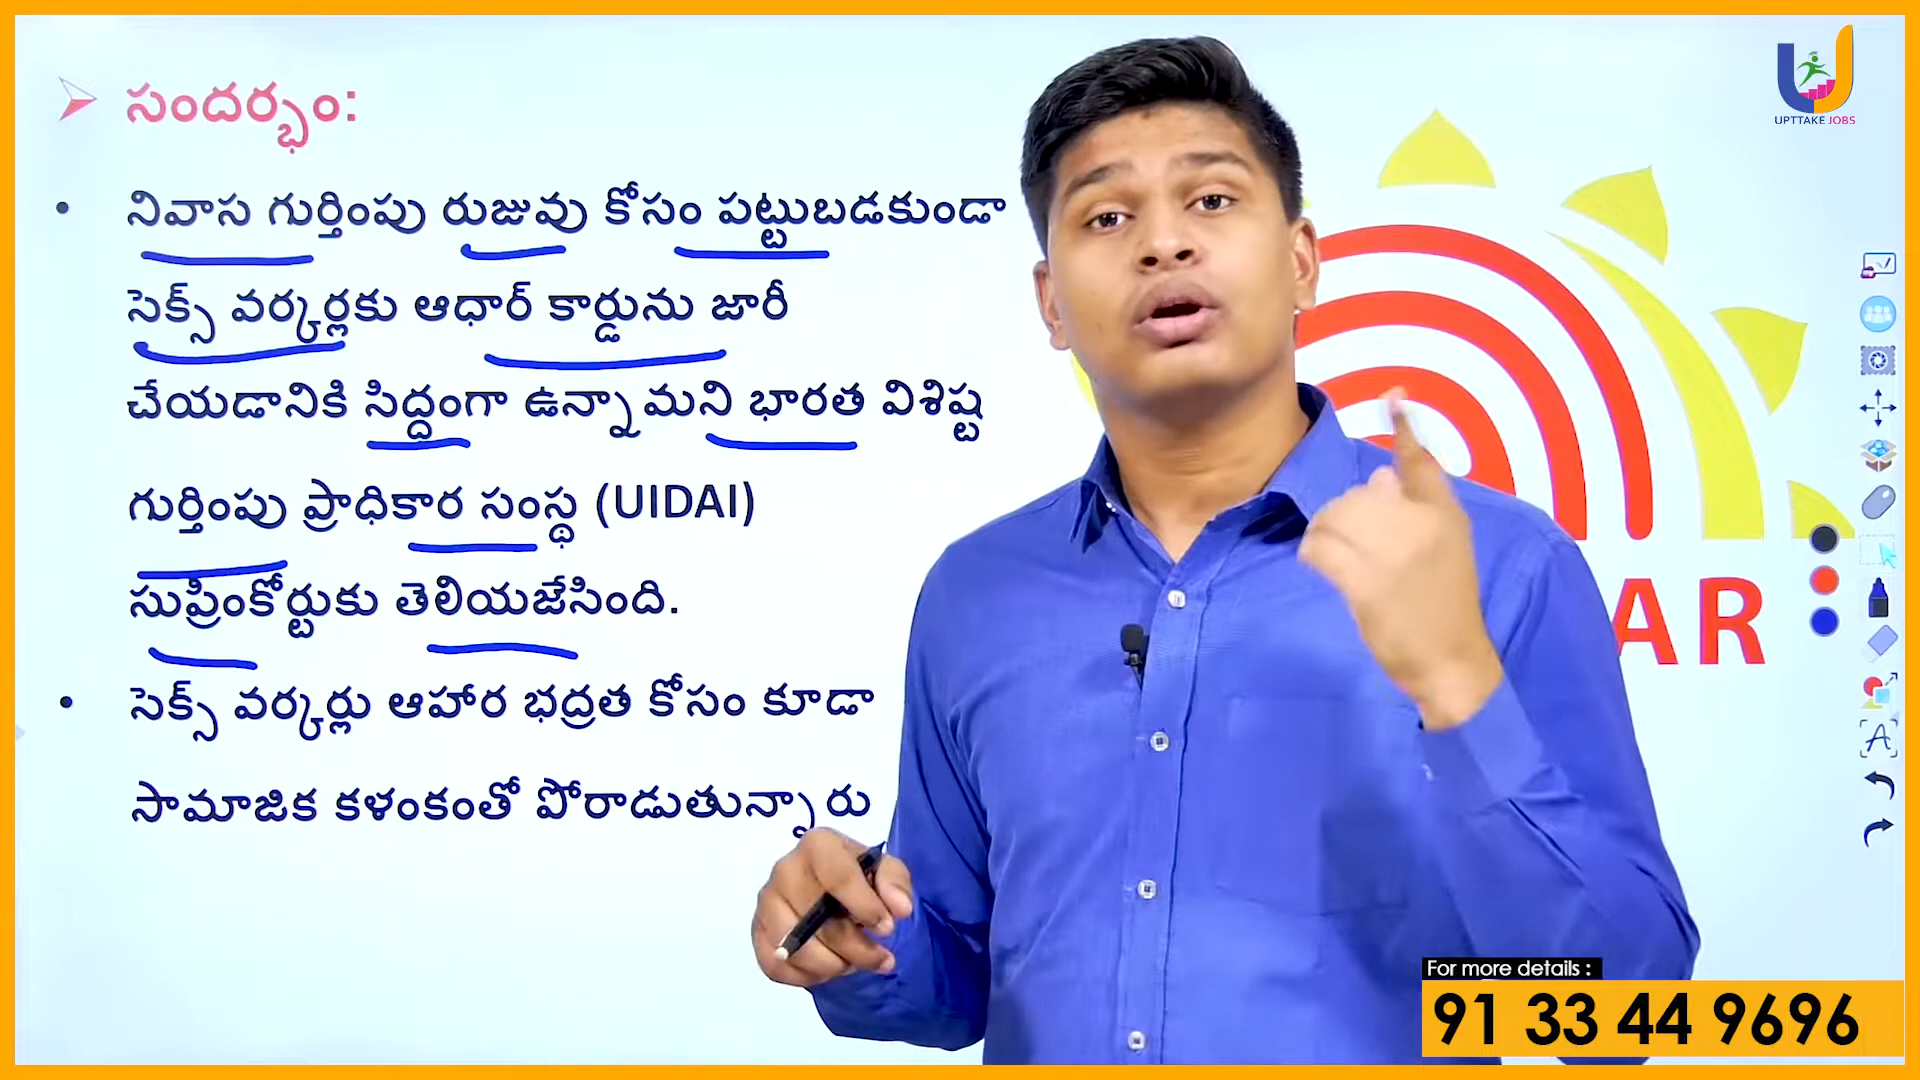 UPTTAKE JOBS
సందర్భం:
• నివాస గుర్తింపు రుజువు కోసం పట్టుబడకుండా
సెక్స్ వర్కర్లకు ఆధార్ కార్డును జారీ
చేయడానికి సిద్ధంగా ఉన్నామని భారత విశిష్ట
గుర్తింపు ప్రాధికార సంస్థ (UIDAI)
సుప్రీంకోర్టుకు తెలియజేసింది.
• సెక్స్ వర్కర్లు ఆహార భద్రత కోసం కూడా
సామాజిక కళంకంతో పోరాడుతున్నారు
AR
For more details :
91 33 44 9696